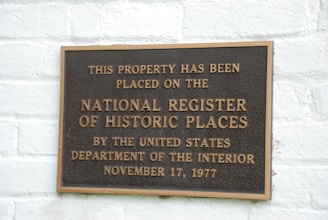 THIS PROPERTY HAS BEEN
PLACED ON THE
NATIONAL REGISTER
OF HISTORIC PLACES
BY THE UNITED STATES
DEPARTMENT OF THE INTERIOR
NOVEMBER 17, 1977